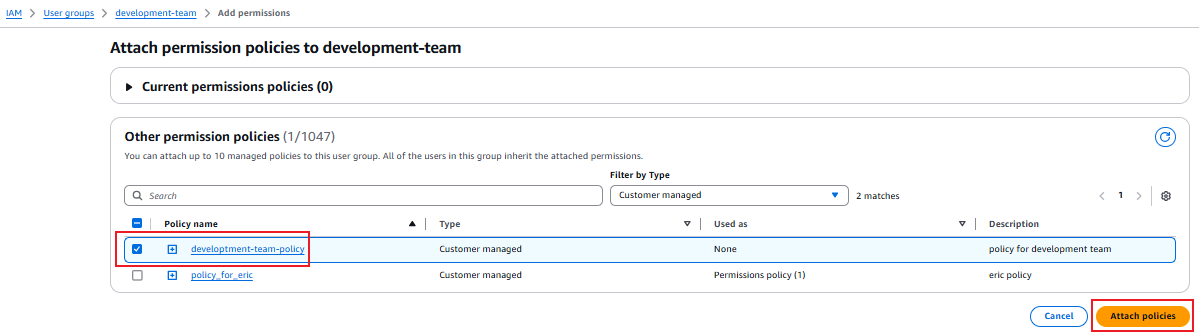 IAM > User groups > development-team > Add permissions
Attach permission policies to development-team
Current permissions policies (0)
Other permission policies (1/1047)
You can attach up to 10 managed policies to this user group. All of the users in this group inherit the attached permissions.
Filter by Type
Search Customer managed 2 matches 1
Policy name Type Used as Description
developtment-team-policy Customer managed None policy for development team
policy_for_eric Customer managed Permissions policy (1) eric policy
Cancel Attach policies